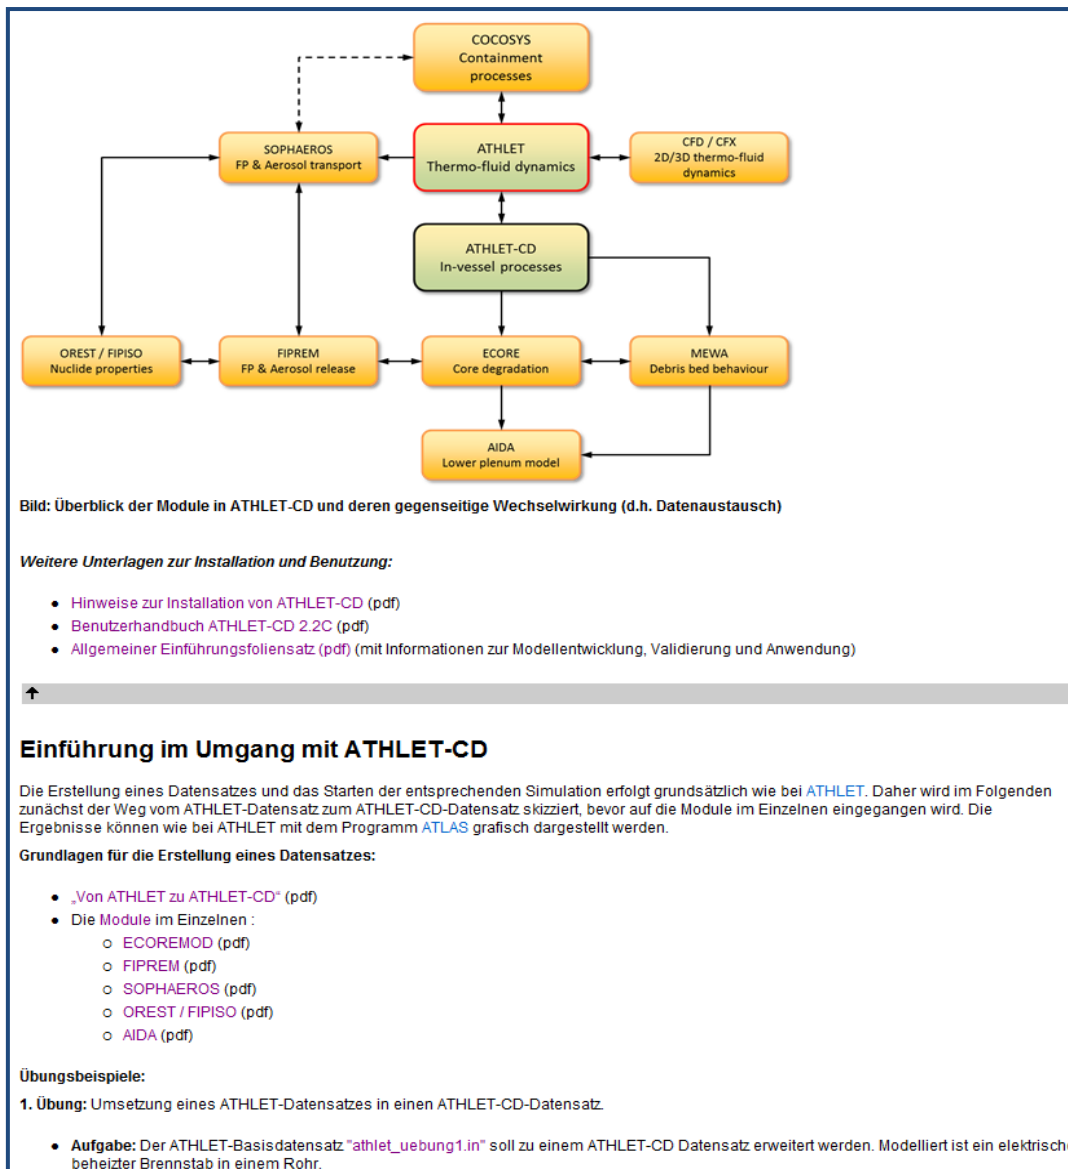 COCOSYS
Containment
processes
SOPHAEROS
FP & Aerosol transport
ATHLET
Thermo-fluid dynamics
CFD / CFX
2D/3D thermo-fluid
dynamics
ATHLET-CD
In-vessel processes
OREST / FIPISO
Nuclide properties
FIPREM
FP & Aerosol release
ECORE
Core degradation
MEWA
Debris bed behaviour
AIDA
Lower plenum model
Bild: Überblick der Module in ATHLET-CD und deren gegenseitige Wechselwirkung (d.h. Datenaustausch)
Weitere Unterlagen zur Installation und Benutzung:
● Hinweise zur Installation von ATHLET-CD (pdf)
● Benutzerhandbuch ATHLET-CD 2.2C (pdf)
● Allgemeiner Einführungsfoliensatz (pdf) (mit Informationen zur Modellentwicklung, Validierung und Anwendung)
Einführung im Umgang mit ATHLET-CD
Die Erstellung eines Datensatzes und das Starten der entsprechenden Simulation erfolgt grundsätzlich wie bei ATHLET. Daher wird im Folgenden
zunächst der Weg vom ATHLET-Datensatz zum ATHLET-CD-Datensatz skizziert, bevor auf die Module im Einzelnen eingegangen wird. Die
Ergebnisse können wie bei ATHLET mit dem Programm ATLAS grafisch dargestellt werden.
Grundlagen für die Erstellung eines Datensatzes:
● „Von ATHLET zu ATHLET-CD“ (pdf)
● Die Module im Einzelnen :
○ ECOREMOD (pdf)
○ FIPREM (pdf)
○ SOPHAEROS (pdf)
○ OREST / FIPISO (pdf)
○ AIDA (pdf)
Übungsbeispiele:
1. Übung: Umsetzung eines ATHLET-Datensatzes in einen ATHLET-CD-Datensatz.
● Aufgabe: Der ATHLET-Basisdatensatz "athlet_uebung1.in" soll zu einem ATHLET-CD Datensatz erweitert werden. Modelliert ist ein elektrische
beheizter Brennstab in einem Rohr.